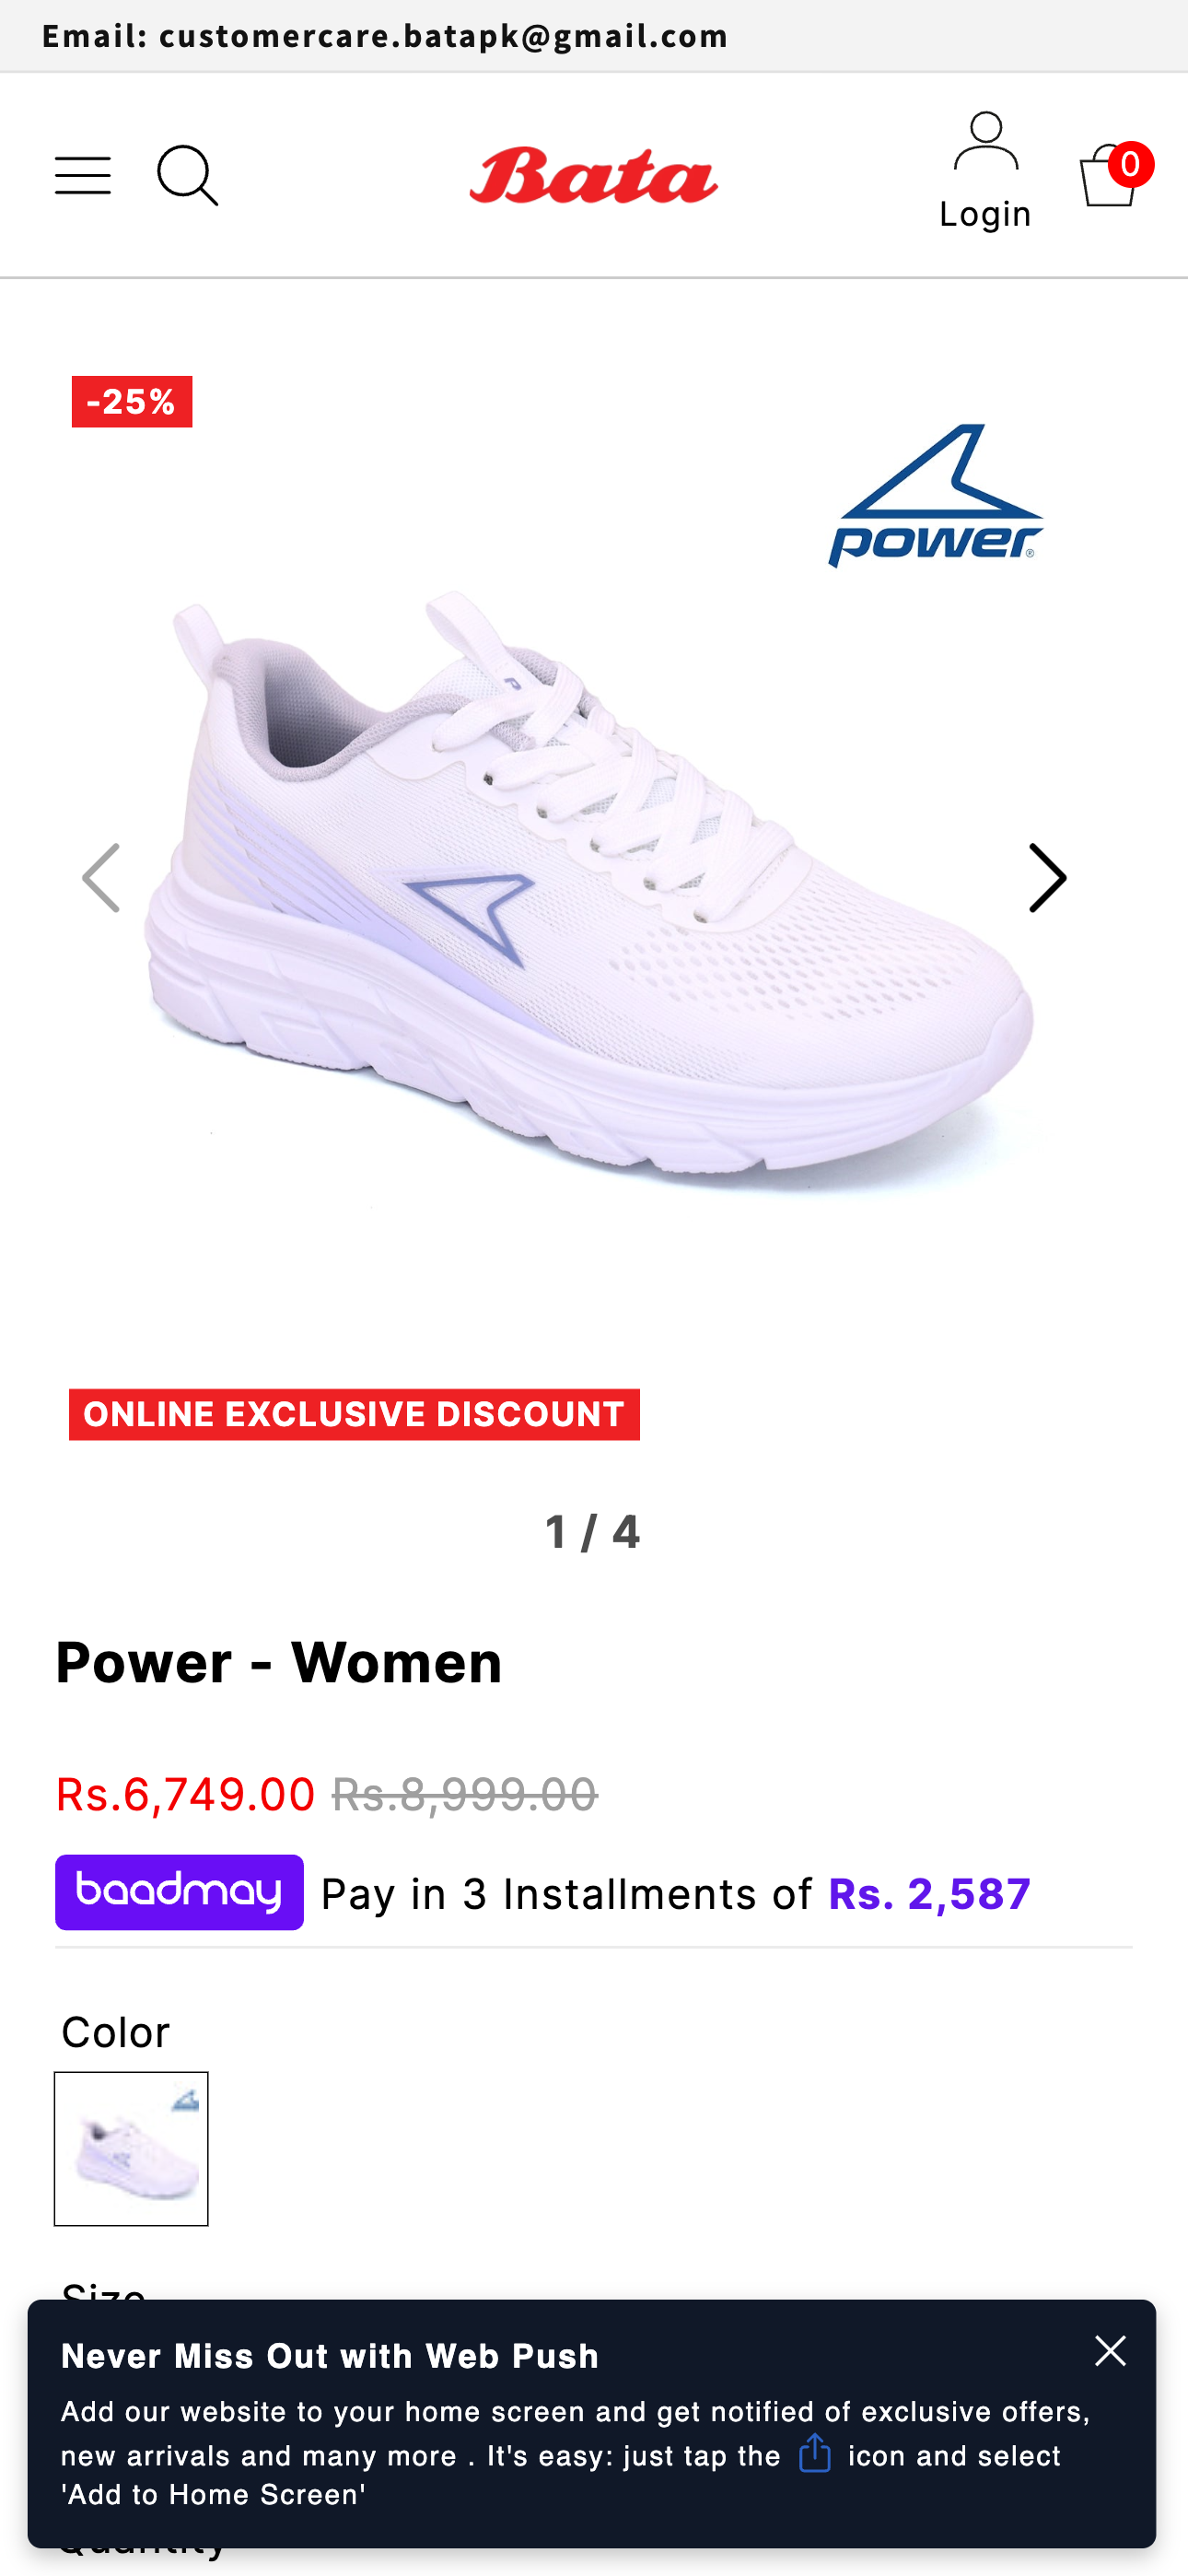 Email: customercare.batapk@gmail.com
Bata
Login
0
-25%
power®
P
ONLINE EXCLUSIVE DISCOUNT
1 / 4
Power - Women
Rs.6,749.00 Rs.8,999.00
baadmay Pay in 3 Installments of Rs. 2,587
Color
Size
Never Miss Out with Web Push
Add our website to your home screen and get notified of exclusive offers,
new arrivals and many more . It's easy: just tap the icon and select
'Add to Home Screen'
Quantity